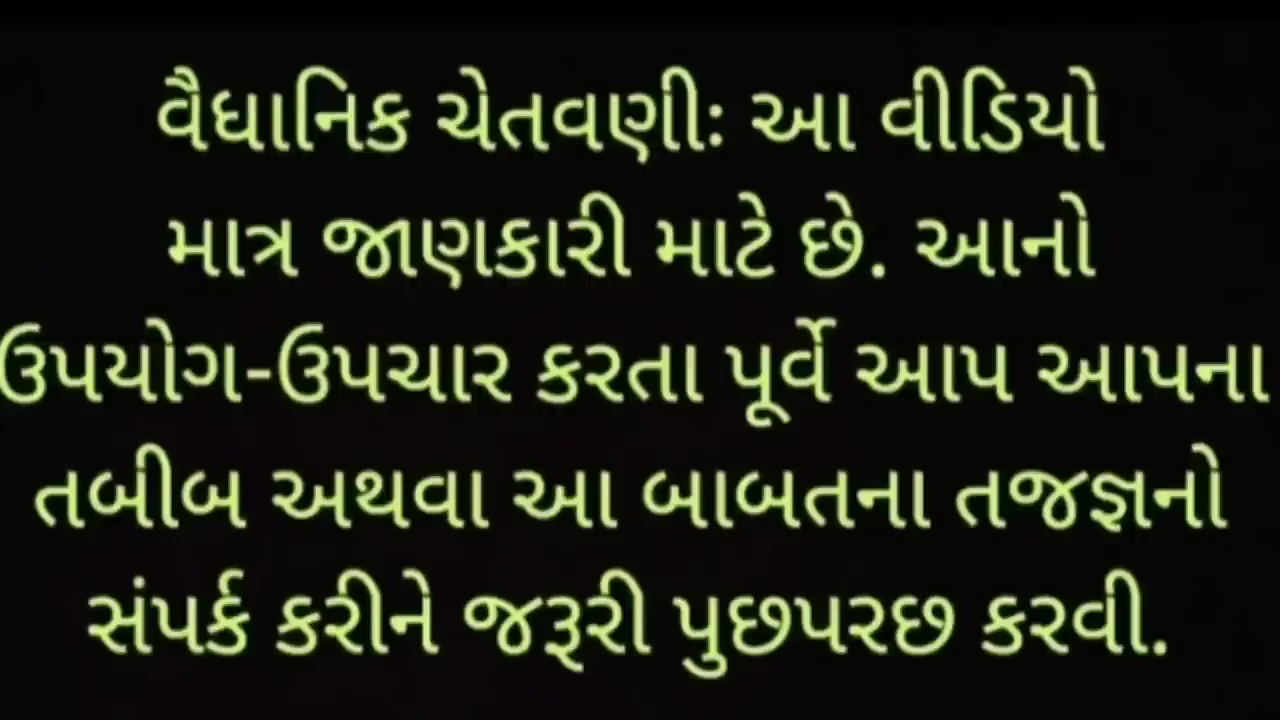 વૈધાનિક ચેતવણીઃ આ વીડિયો
માત્ર જાણકારી માટે છે. આનો
ઉપયોગ-ઉપચાર કરતા પૂર્વે આપ આપના
તબીબ અથવા આ બાબતના તજજ્ઞનો
સંપર્ક કરીને જરૂરી પુછપરછ કરવી.